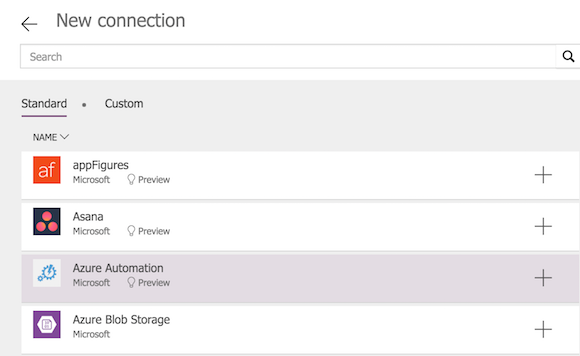 New connection
Search
Standard • Custom
NAME
af appFigures
Microsoft Preview
Asana
Microsoft Preview
Azure Automation
Microsoft Preview
Azure Blob Storage
Microsoft